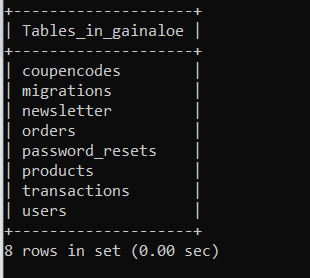 +--------------------+
| Tables_in_gainaloe |
+--------------------+
| coupencodes        |
| migrations         |
| newsletter         |
| orders             |
| password_resets    |
| products           |
| transactions       |
| users              |
+--------------------+
8 rows in set (0.00 sec)